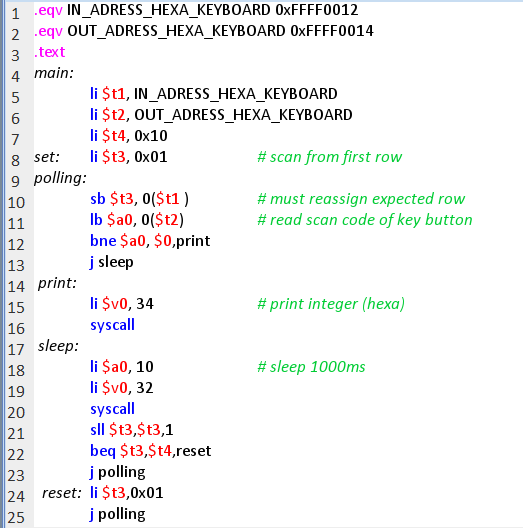 1 .eqv IN_ADRESS_HEXA_KEYBOARD 0xFFFF0012
2 .eqv OUT_ADRESS_HEXA_KEYBOARD 0xFFFF0014
3 .text
4 main:
5 li $t1, IN_ADRESS_HEXA_KEYBOARD
6 li $t2, OUT_ADRESS_HEXA_KEYBOARD
7 li $t4, 0x10
8 set: li $t3, 0x01 # scan from first row
9 polling:
10 sb $t3, 0($t1 ) # must reassign expected row
11 lb $a0, 0($t2) # read scan code of key button
12 bne $a0, $0,print
13 j sleep
14 print:
15 li $v0, 34 # print integer (hexa)
16 syscall
17 sleep:
18 li $a0, 10 # sleep 1000ms
19 li $v0, 32
20 syscall
21 sll $t3,$t3,1
22 beq $t3,$t4,reset
23 j polling
24 reset: li $t3,0x01
25 j polling